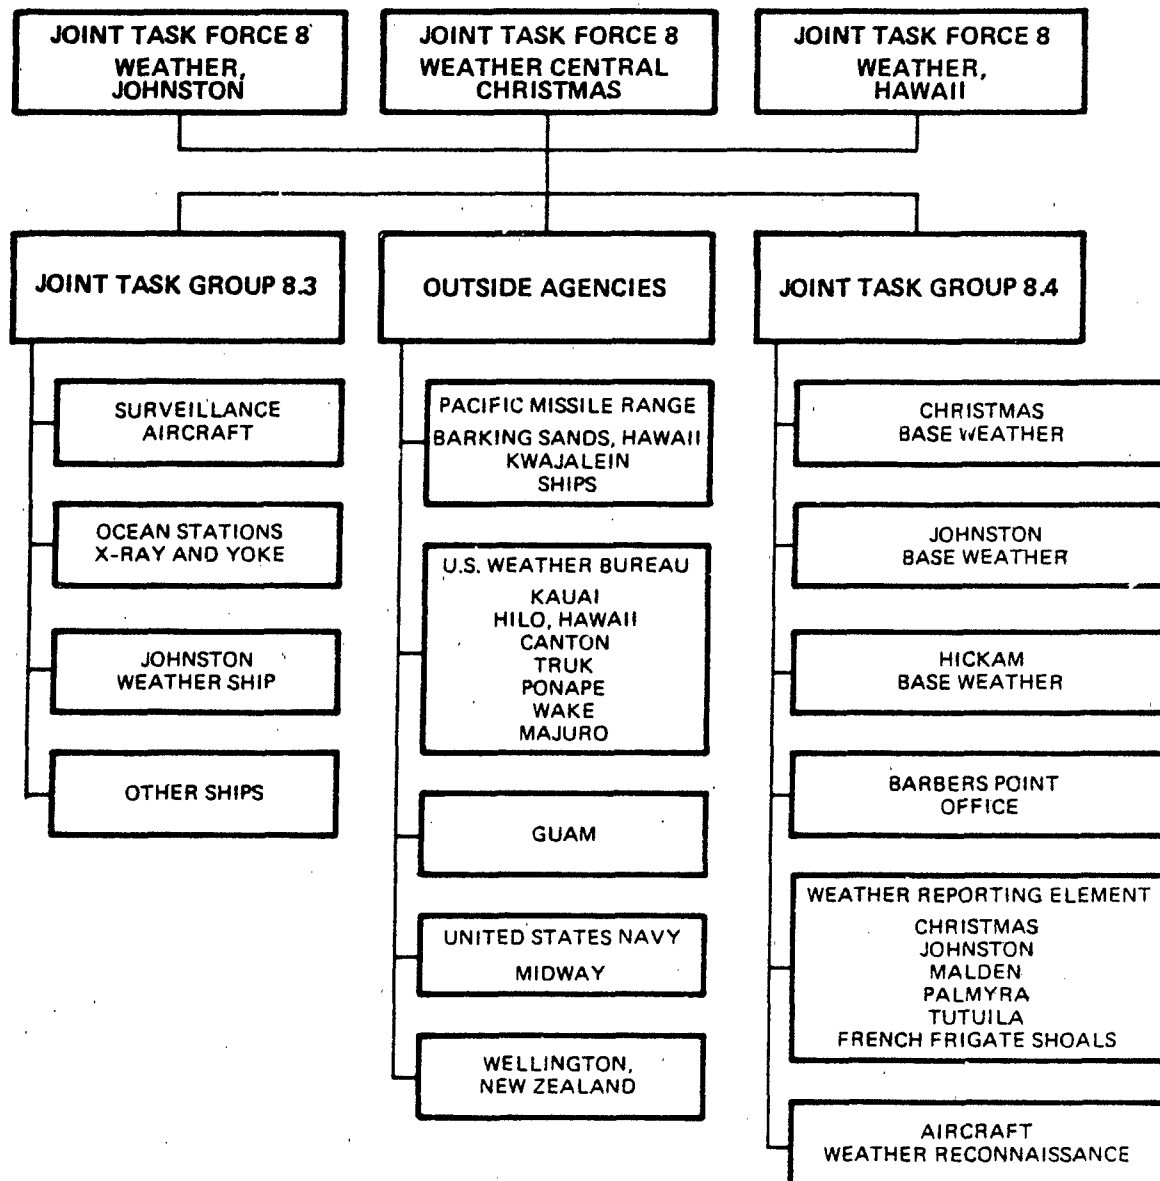 JOINT TASK FORCE 8
WEATHER,
JOHNSTON
JOINT TASK FORCE 8
WEATHER CENTRAL
CHRISTMAS
JOINT TASK FORCE 8
WEATHER,
HAWAII
JOINT TASK GROUP 8.3
OUTSIDE AGENCIES
JOINT TASK GROUP 8.4
SURVEILLANCE
AIRCRAFT
OCEAN STATIONS
X-RAY AND YOKE
JOHNSTON
WEATHER SHIP
OTHER SHIPS
PACIFIC MISSILE RANGE
BARKING SANDS, HAWAII
KWAJALEIN
SHIPS
U.S. WEATHER BUREAU
KAUAI
HILO, HAWAII
CANTON
TRUK
PONAPE
WAKE
MAJURO
GUAM
UNITED STATES NAVY
MIDWAY
WELLINGTON,
NEW ZEALAND
CHRISTMAS
BASE WEATHER
JOHNSTON
BASE WEATHER
HICKAM
BASE WEATHER
BARBERS POINT
OFFICE
WEATHER REPORTING ELEMENT
CHRISTMAS
JOHNSTON
MALDEN
PALMYRA
TUTUILA
FRENCH FRIGATE SHOALS
AIRCRAFT
WEATHER RECONNAISSANCE